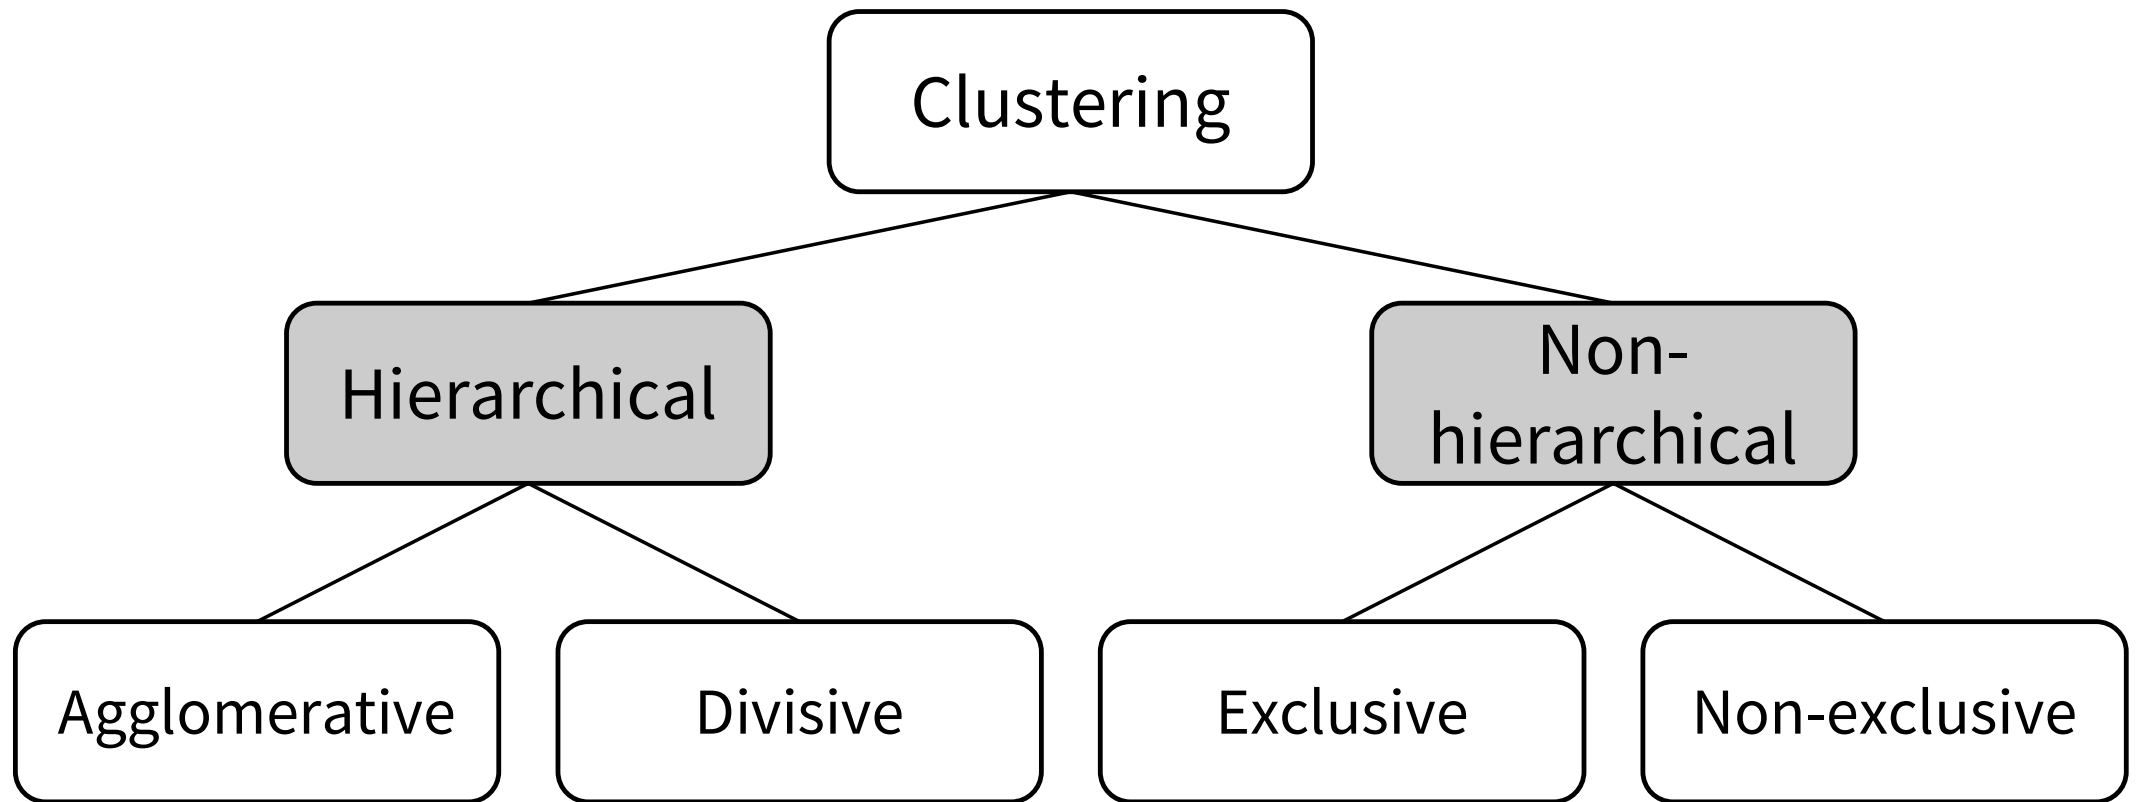 Clustering
Hierarchical
Non-
hierarchical
Agglomerative
Divisive
Exclusive
Non-exclusive